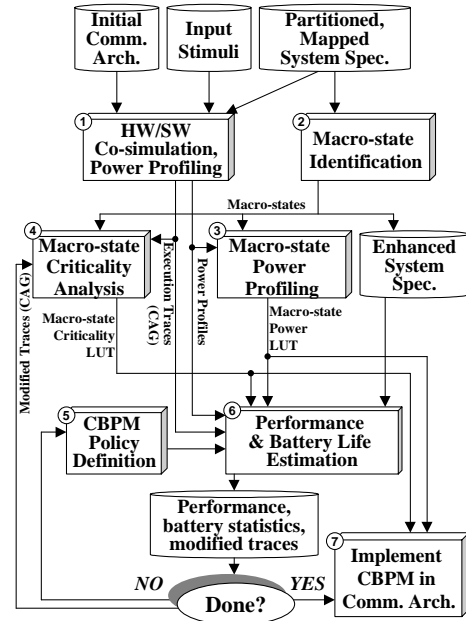 Initial
Comm.
Arch.
Input
Stimuli
Partitioned,
Mapped
System Spec.
1
HW/SW
Co-simulation,
Power Profiling
2
Macro-state
Identification
Macro-states
4
Macro-state
Criticality
Analysis
Execution Traces
(CAG)
Power Profiles
3
Macro-state
Power
Profiling
Enhanced
System
Spec.
Modified Traces (CAG)
Macro-state
Criticality
LUT
Macro-state
Power
LUT
5
CBPM
Policy
Definition
6
Performance
& Battery Life
Estimation
Performance,
battery statistics,
modified traces
7
Implement
CBPM in
Comm. Arch.
NO
YES
Done?